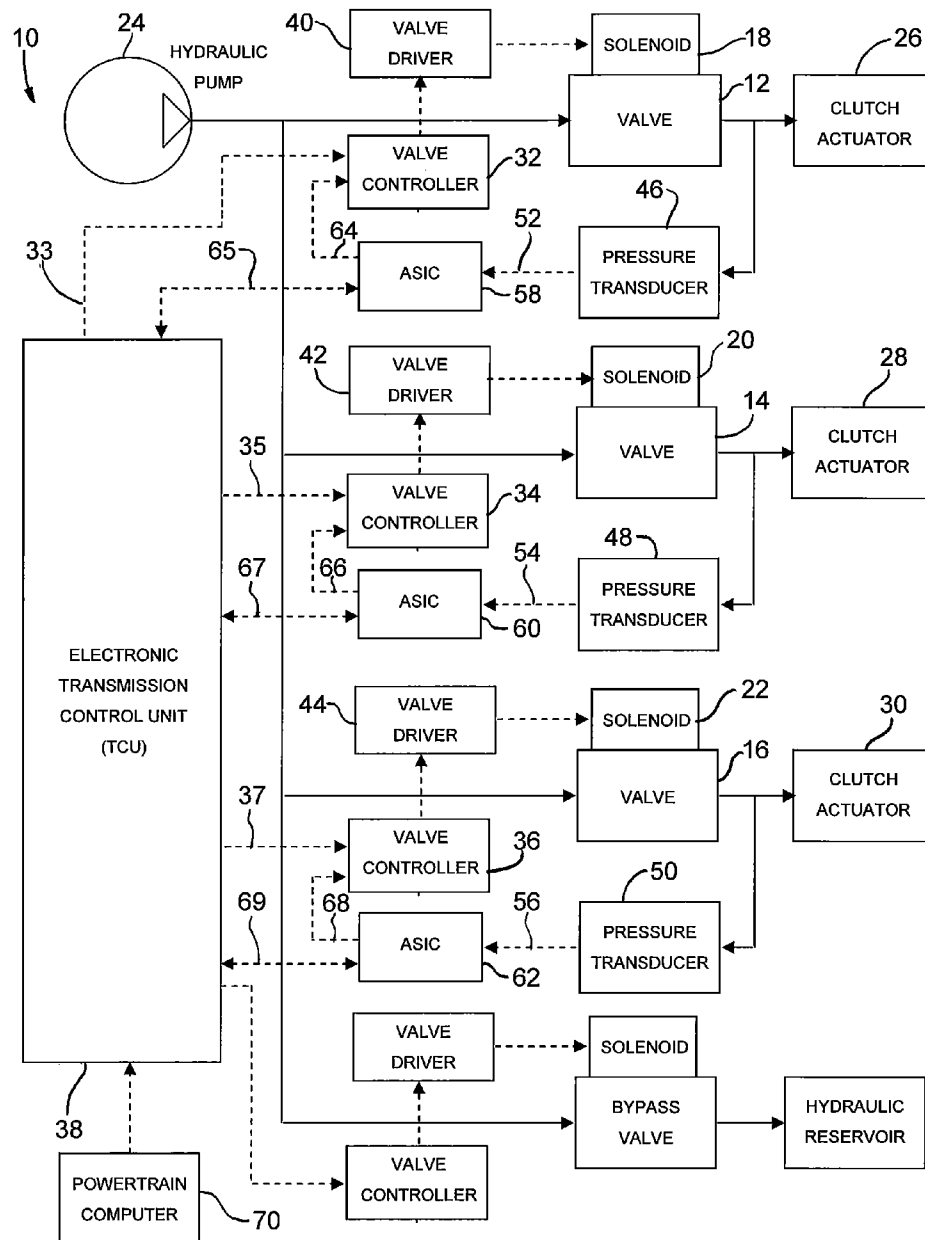 10
24
HYDRAULIC
PUMP
40
VALVE
DRIVER
SOLENOID
18
12
26
VALVE
CLUTCH
ACTUATOR
VALVE
CONTROLLER
32
33
65
64
ASIC
58
52
46
PRESSURE
TRANSDUCER
42
VALVE
DRIVER
SOLENOID
20
14
28
VALVE
CLUTCH
ACTUATOR
35
VALVE
CONTROLLER
34
67
66
ASIC
60
54
48
PRESSURE
TRANSDUCER
ELECTRONIC
TRANSMISSION
CONTROL UNIT
(TCU)
44
VALVE
DRIVER
SOLENOID
22
16
30
VALVE
CLUTCH
ACTUATOR
37
VALVE
CONTROLLER
36
69
68
ASIC
62
56
50
PRESSURE
TRANSDUCER
VALVE
DRIVER
SOLENOID
BYPASS
VALVE
HYDRAULIC
RESERVOIR
38
VALVE
CONTROLLER
POWERTRAIN
COMPUTER
70